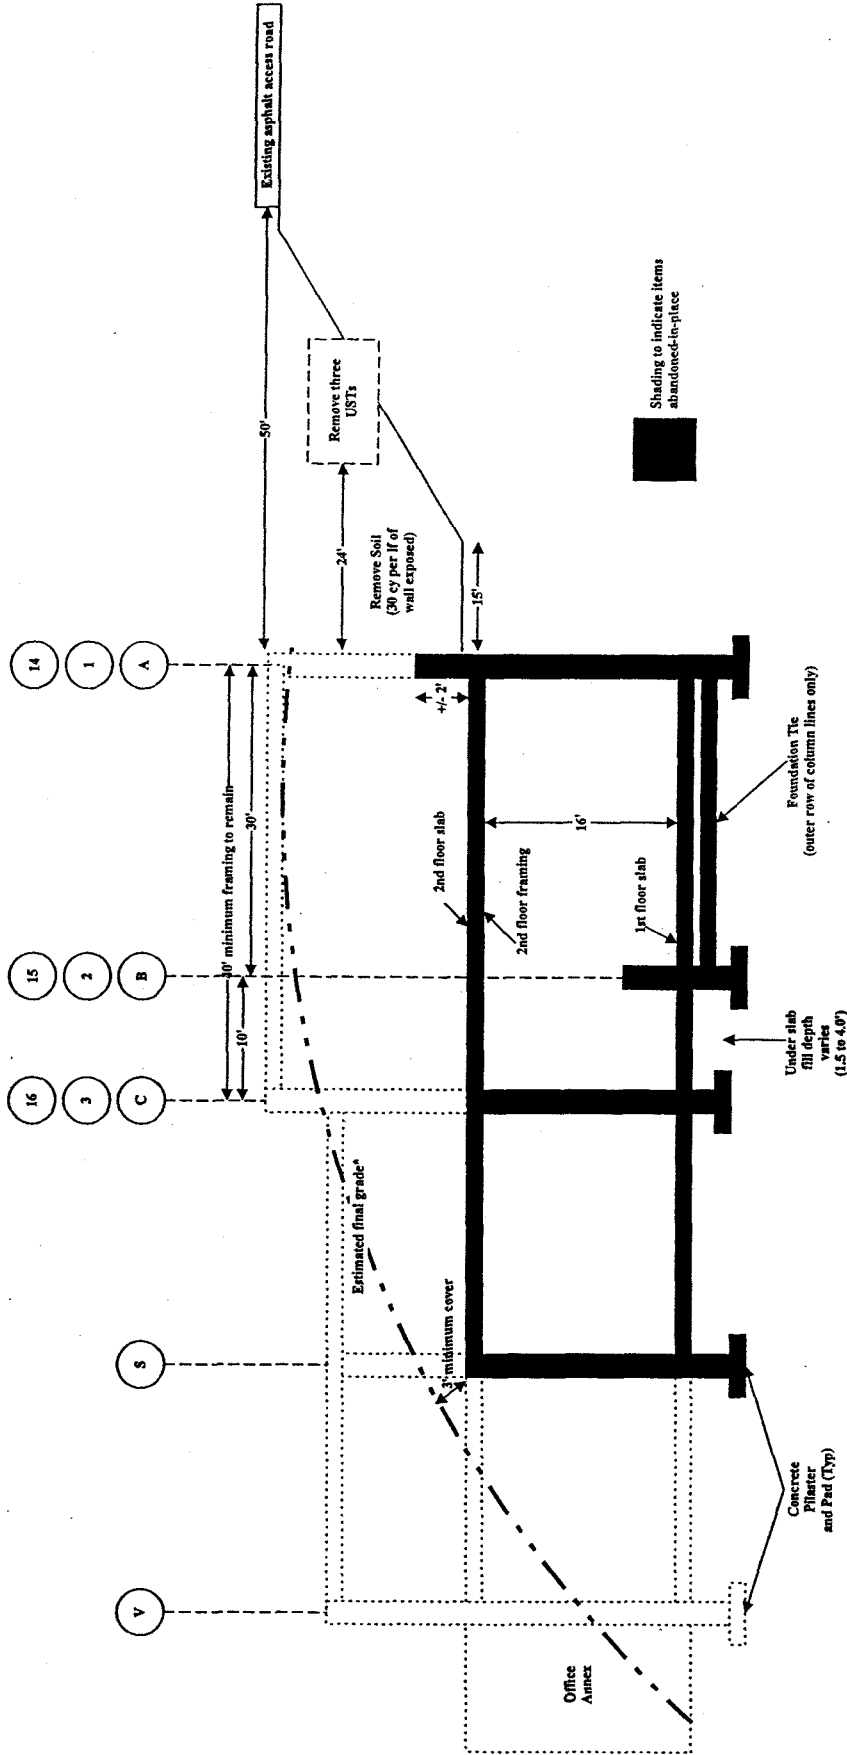 V
S
16
3
C
15
2
B
14
1
A
40' minimum framing to remain
10'
30'
50'
Existing asphalt access road
Remove three
USTs
24'
Remove Soil
(30 cy per lf of
wall exposed)
15'
+/- 2'
Estimated final grade*
3' minimum cover
2nd floor slab
2nd floor framing
16'
1st floor slab
Office
Annex
Concrete
Pilaster
and Pad (Typ)
Under slab
fill depth
varies
(1.5 to 4.0')
Foundation Tie
(outer row of column lines only)
Shading to indicate items
abandoned-in-place